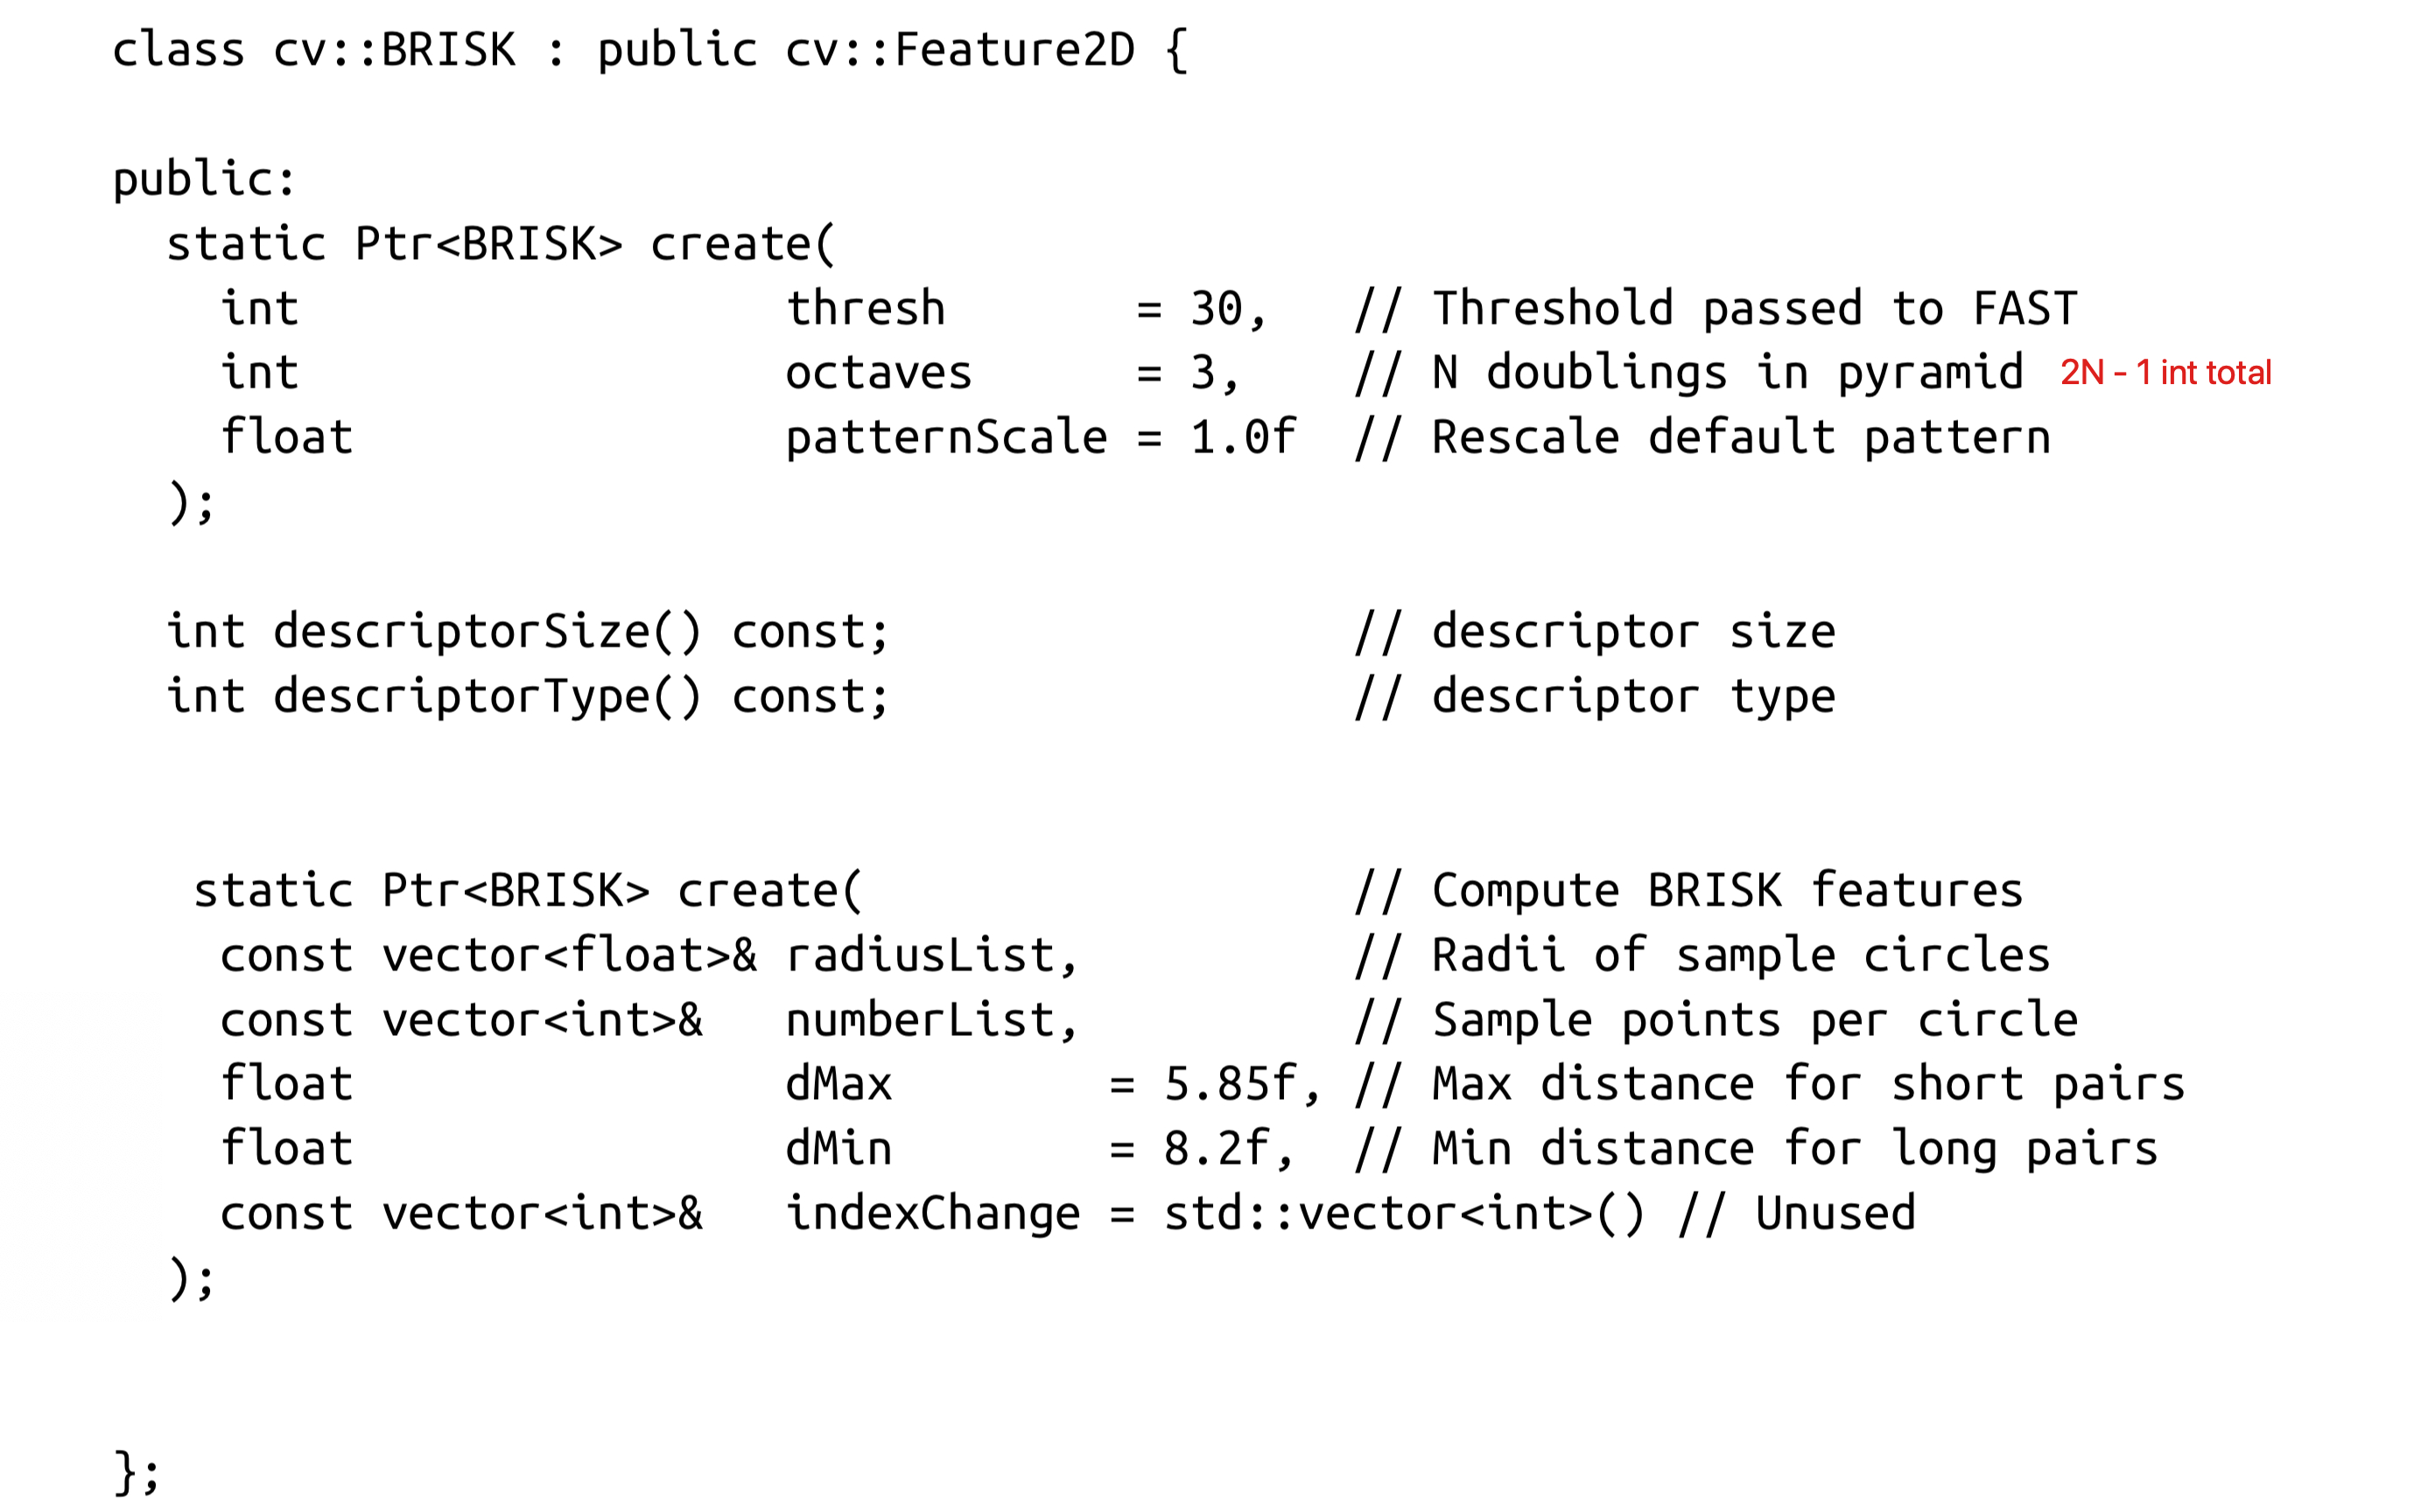 class cv::BRISK : public cv::Feature2D {
public:
static Ptr<BRISK> create(
int thresh = 30, // Threshold passed to FAST
int octaves = 3, // N doublings in pyramid 2N - 1 int total
float patternScale = 1.0f // Rescale default pattern
);
int descriptorSize() const; // descriptor size
int descriptorType() const; // descriptor type
static Ptr<BRISK> create( // Compute BRISK features
const vector<float>& radiusList, // Radii of sample circles
const vector<int>& numberList, // Sample points per circle
float dMax = 5.85f, // Max distance for short pairs
float dMin = 8.2f, // Min distance for long pairs
const vector<int>& indexChange = std::vector<int>() // Unused
);
};